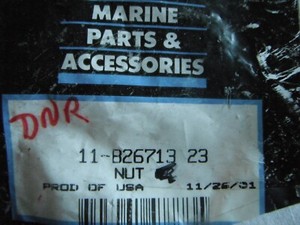 MARINE
PARTS &
ACCESSORIES
DNR
11-826713 23
NUT
PROD OF USA 11/26/01